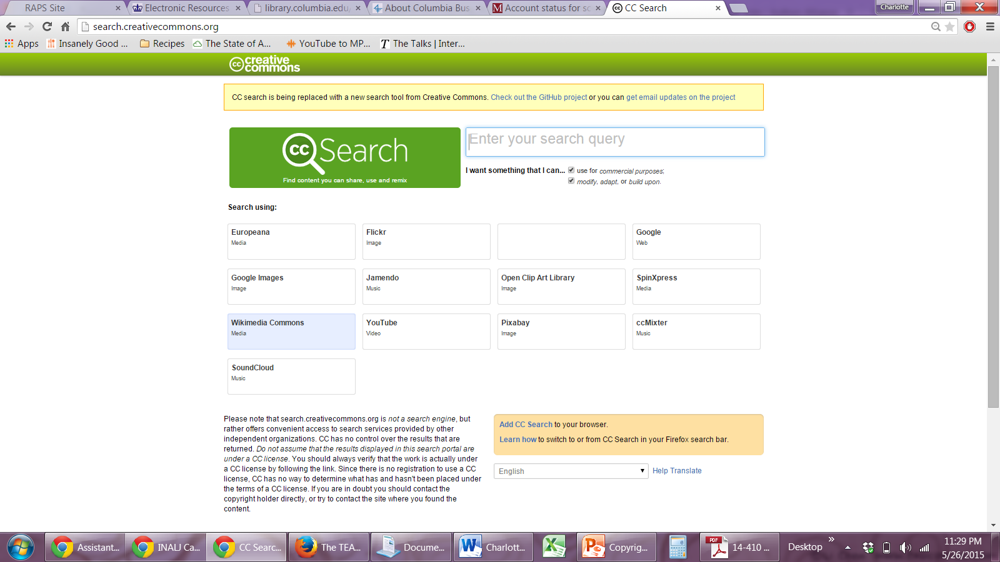 RAPS Site
Electronic Resources
library.columbia.edu/
About Columbia Bus
Account status for sc
CC Search
Charlotte
search.creativecommons.org
Apps
Insanely Good ...
Recipes
The State of A...
YouTube to MP...
The Talks | Inter...
cc creative commons
CC search is being replaced with a new search tool from Creative Commons. Check out the GitHub project or you can get email updates on the project
cc Search
Find content you can share, use and remix
Enter your search query
I want something that I can... use for commercial purposes;
modify, adapt, or build upon.
Search using:
Europeana
Media
Flickr
Image
Google
Web
Google Images
Image
Jamendo
Music
Open Clip Art Library
Image
SpinXpress
Media
Wikimedia Commons
Media
YouTube
Video
Pixabay
Image
ccMixter
Music
SoundCloud
Music
Please note that search.creativecommons.org is not a search engine, but
rather offers convenient access to search services provided by other
independent organizations. CC has no control over the results that are
returned. Do not assume that the results displayed in this search portal are
under a CC license. You should always verify that the work is actually under
a CC license by following the link. Since there is no registration to use a CC
license, CC has no way to determine what has and hasn't been placed under
the terms of a CC license. If you are in doubt you should contact the
copyright holder directly, or try to contact the site where you found the
content.
Add CC Search to your browser.
Learn how to switch to or from CC Search in your Firefox search bar.
English
Help Translate
Assistant...
INALJ Ca...
CC Searc...
The TEA...
Docume...
Charlott...
Copyrig...
PDF
14-410 ...
Desktop
11:29 PM
5/26/2015